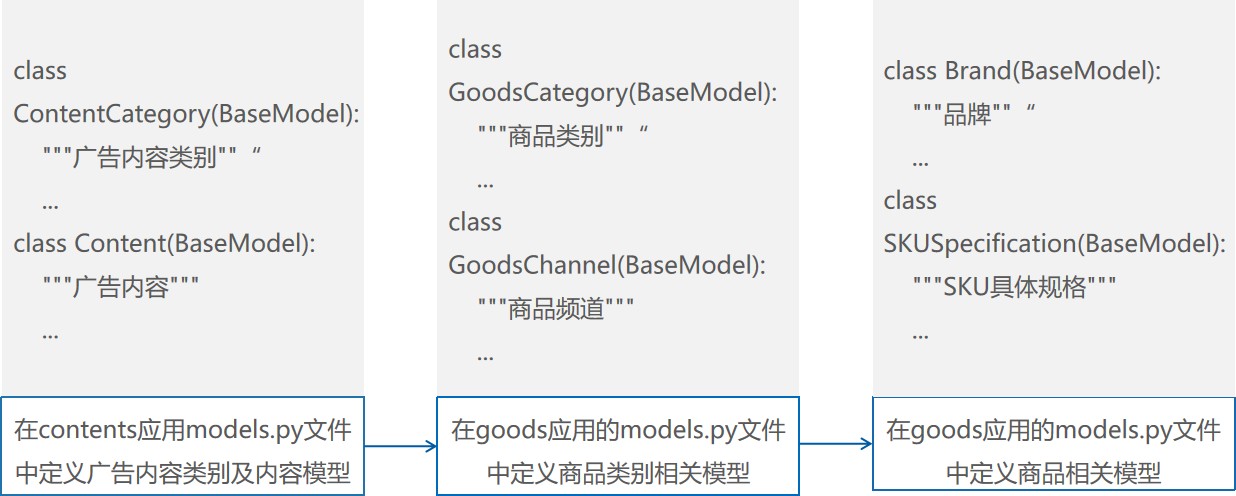 class
ContentCategory(BaseModel):
"""广告内容类别""“
...
class Content(BaseModel):
"""广告内容"""
...
在contents应用models.py文件
中定义广告内容类别及内容模型
class
GoodsCategory(BaseModel):
"""商品类别""“
...
class
GoodsChannel(BaseModel):
"""商品频道"""
...
在goods应用的models.py文件
中定义商品类别相关模型
class Brand(BaseModel):
"""品牌""“
...
class
SKUSpecification(BaseModel):
"""SKU具体规格"""
...
在goods应用的models.py文件
中定义商品相关模型